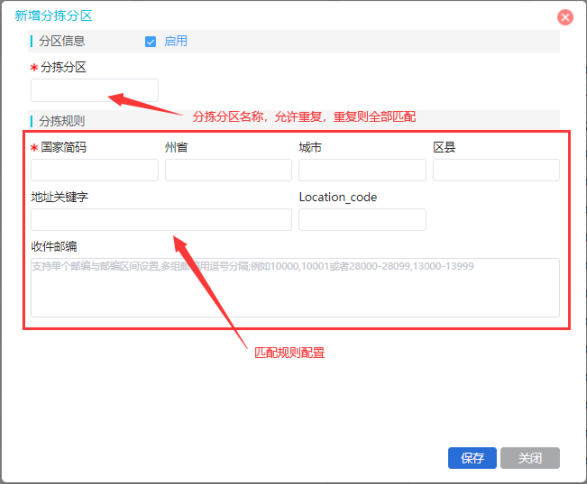 新增分拣分区
分区信息 启用
* 分拣分区
分拣分区名称，允许重复，重复则全部匹配
分拣规则
* 国家简码 州省 城市 区县
地址关键字 Location_code
收件邮编
支持单个邮编与邮编区间设置,多组邮编用逗号分隔;例如10000,10001或者28000-28099,13000-13999
匹配规则配置
保存 关闭